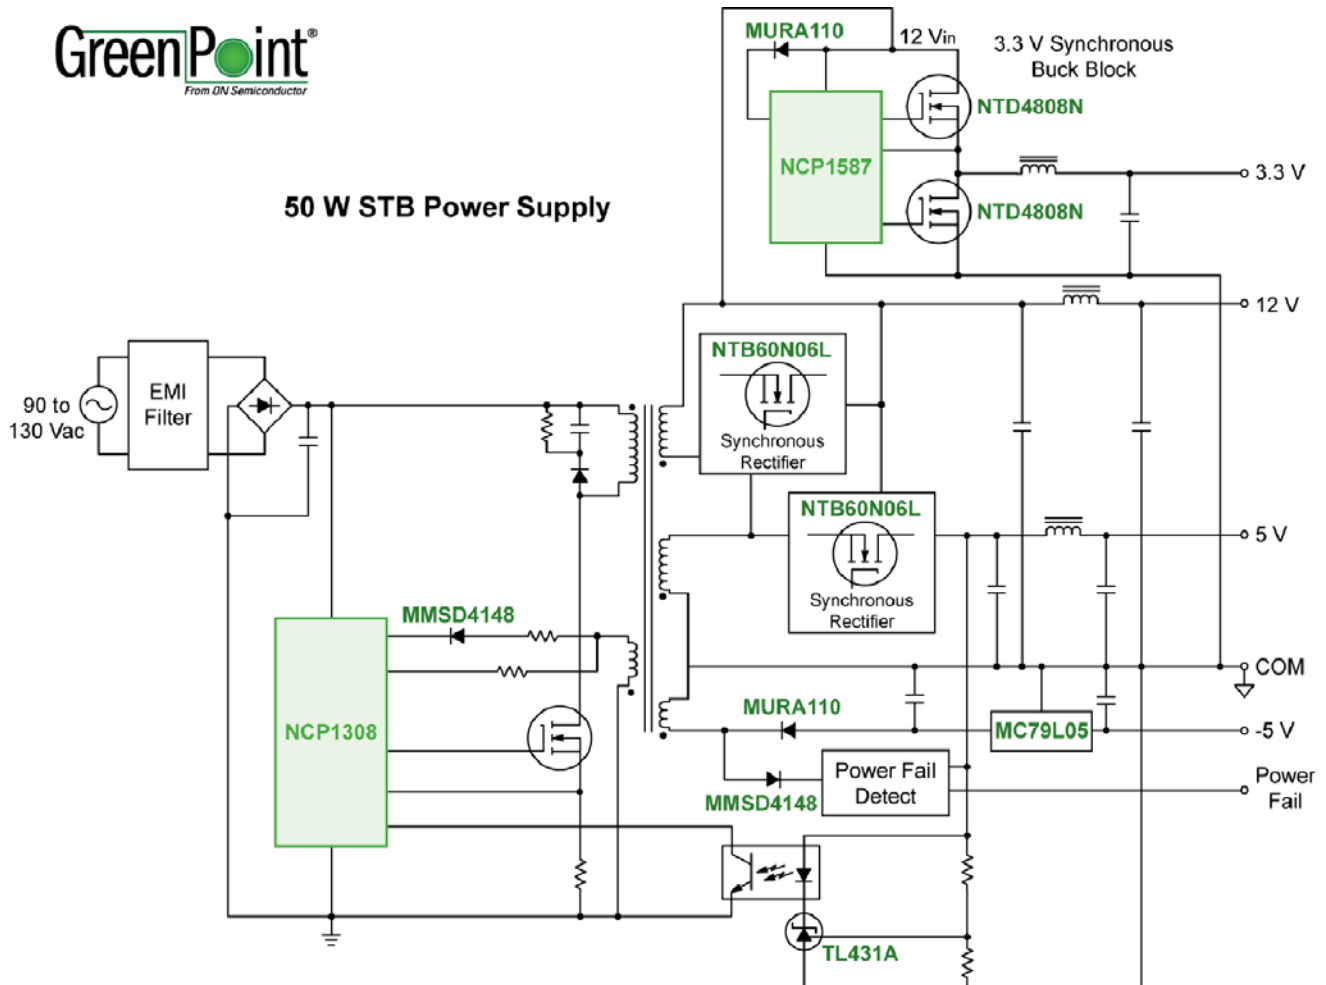 GreenPoint®
From ON Semiconductor
50 W STB Power Supply
MURA110
12 Vin
3.3 V Synchronous
Buck Block
NTD4808N
NCP1587
3.3 V
NTD4808N
12 V
NTB60N06L
Synchronous
Rectifier
EMI
Filter
90 to
130 Vac
NTB60N06L
Synchronous
Rectifier
5 V
MMSD4148
COM
NCP1308
MURA110
MC79L05
-5 V
Power Fail
Detect
MMSD4148
Power
Fail
TL431A